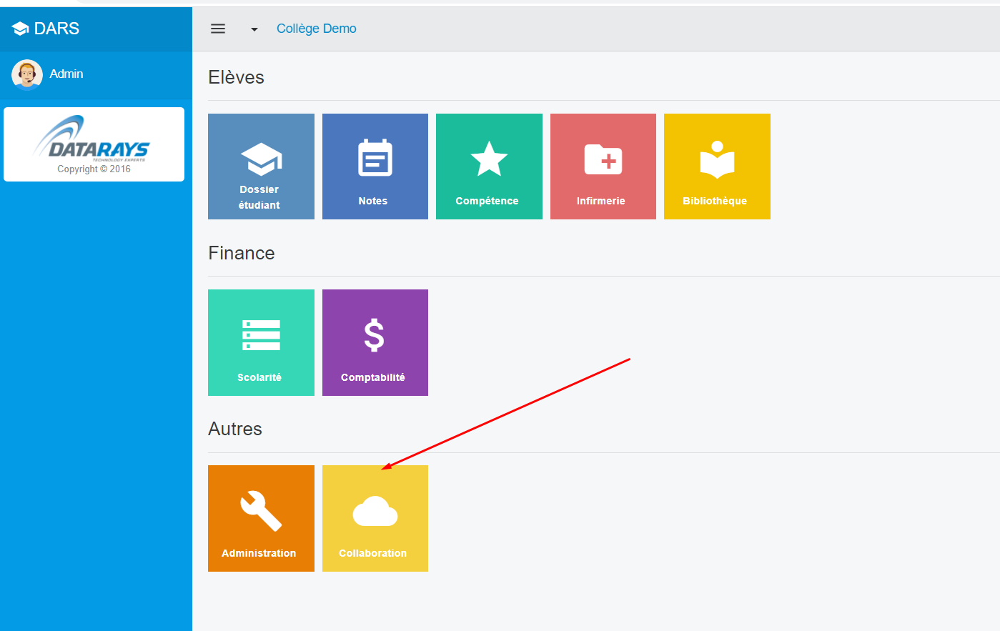 DARS
Collège Demo
Admin
DATARAYS
TECHNOLOGY EXPERTS
Copyright © 2016
Elèves
Dossier
étudiant
Notes
Compétence
Infirmerie
Bibliothèque
Finance
Scolarité
Comptabilité
Autres
Administration
Collaboration